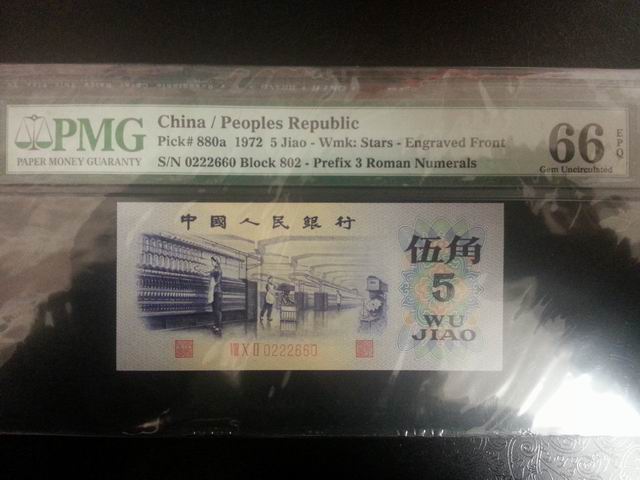 PMG
PAPER MONEY GUARANTY
China / Peoples Republic
Pick# 880a 1972 5 Jiao - Wmk: Stars - Engraved Front
S/N 0222660 Block 802 - Prefix 3 Roman Numerals
66 EPQ
Gem Uncirculated
中國人民銀行
伍角
5
WU
JIAO
VIII X II 0222660